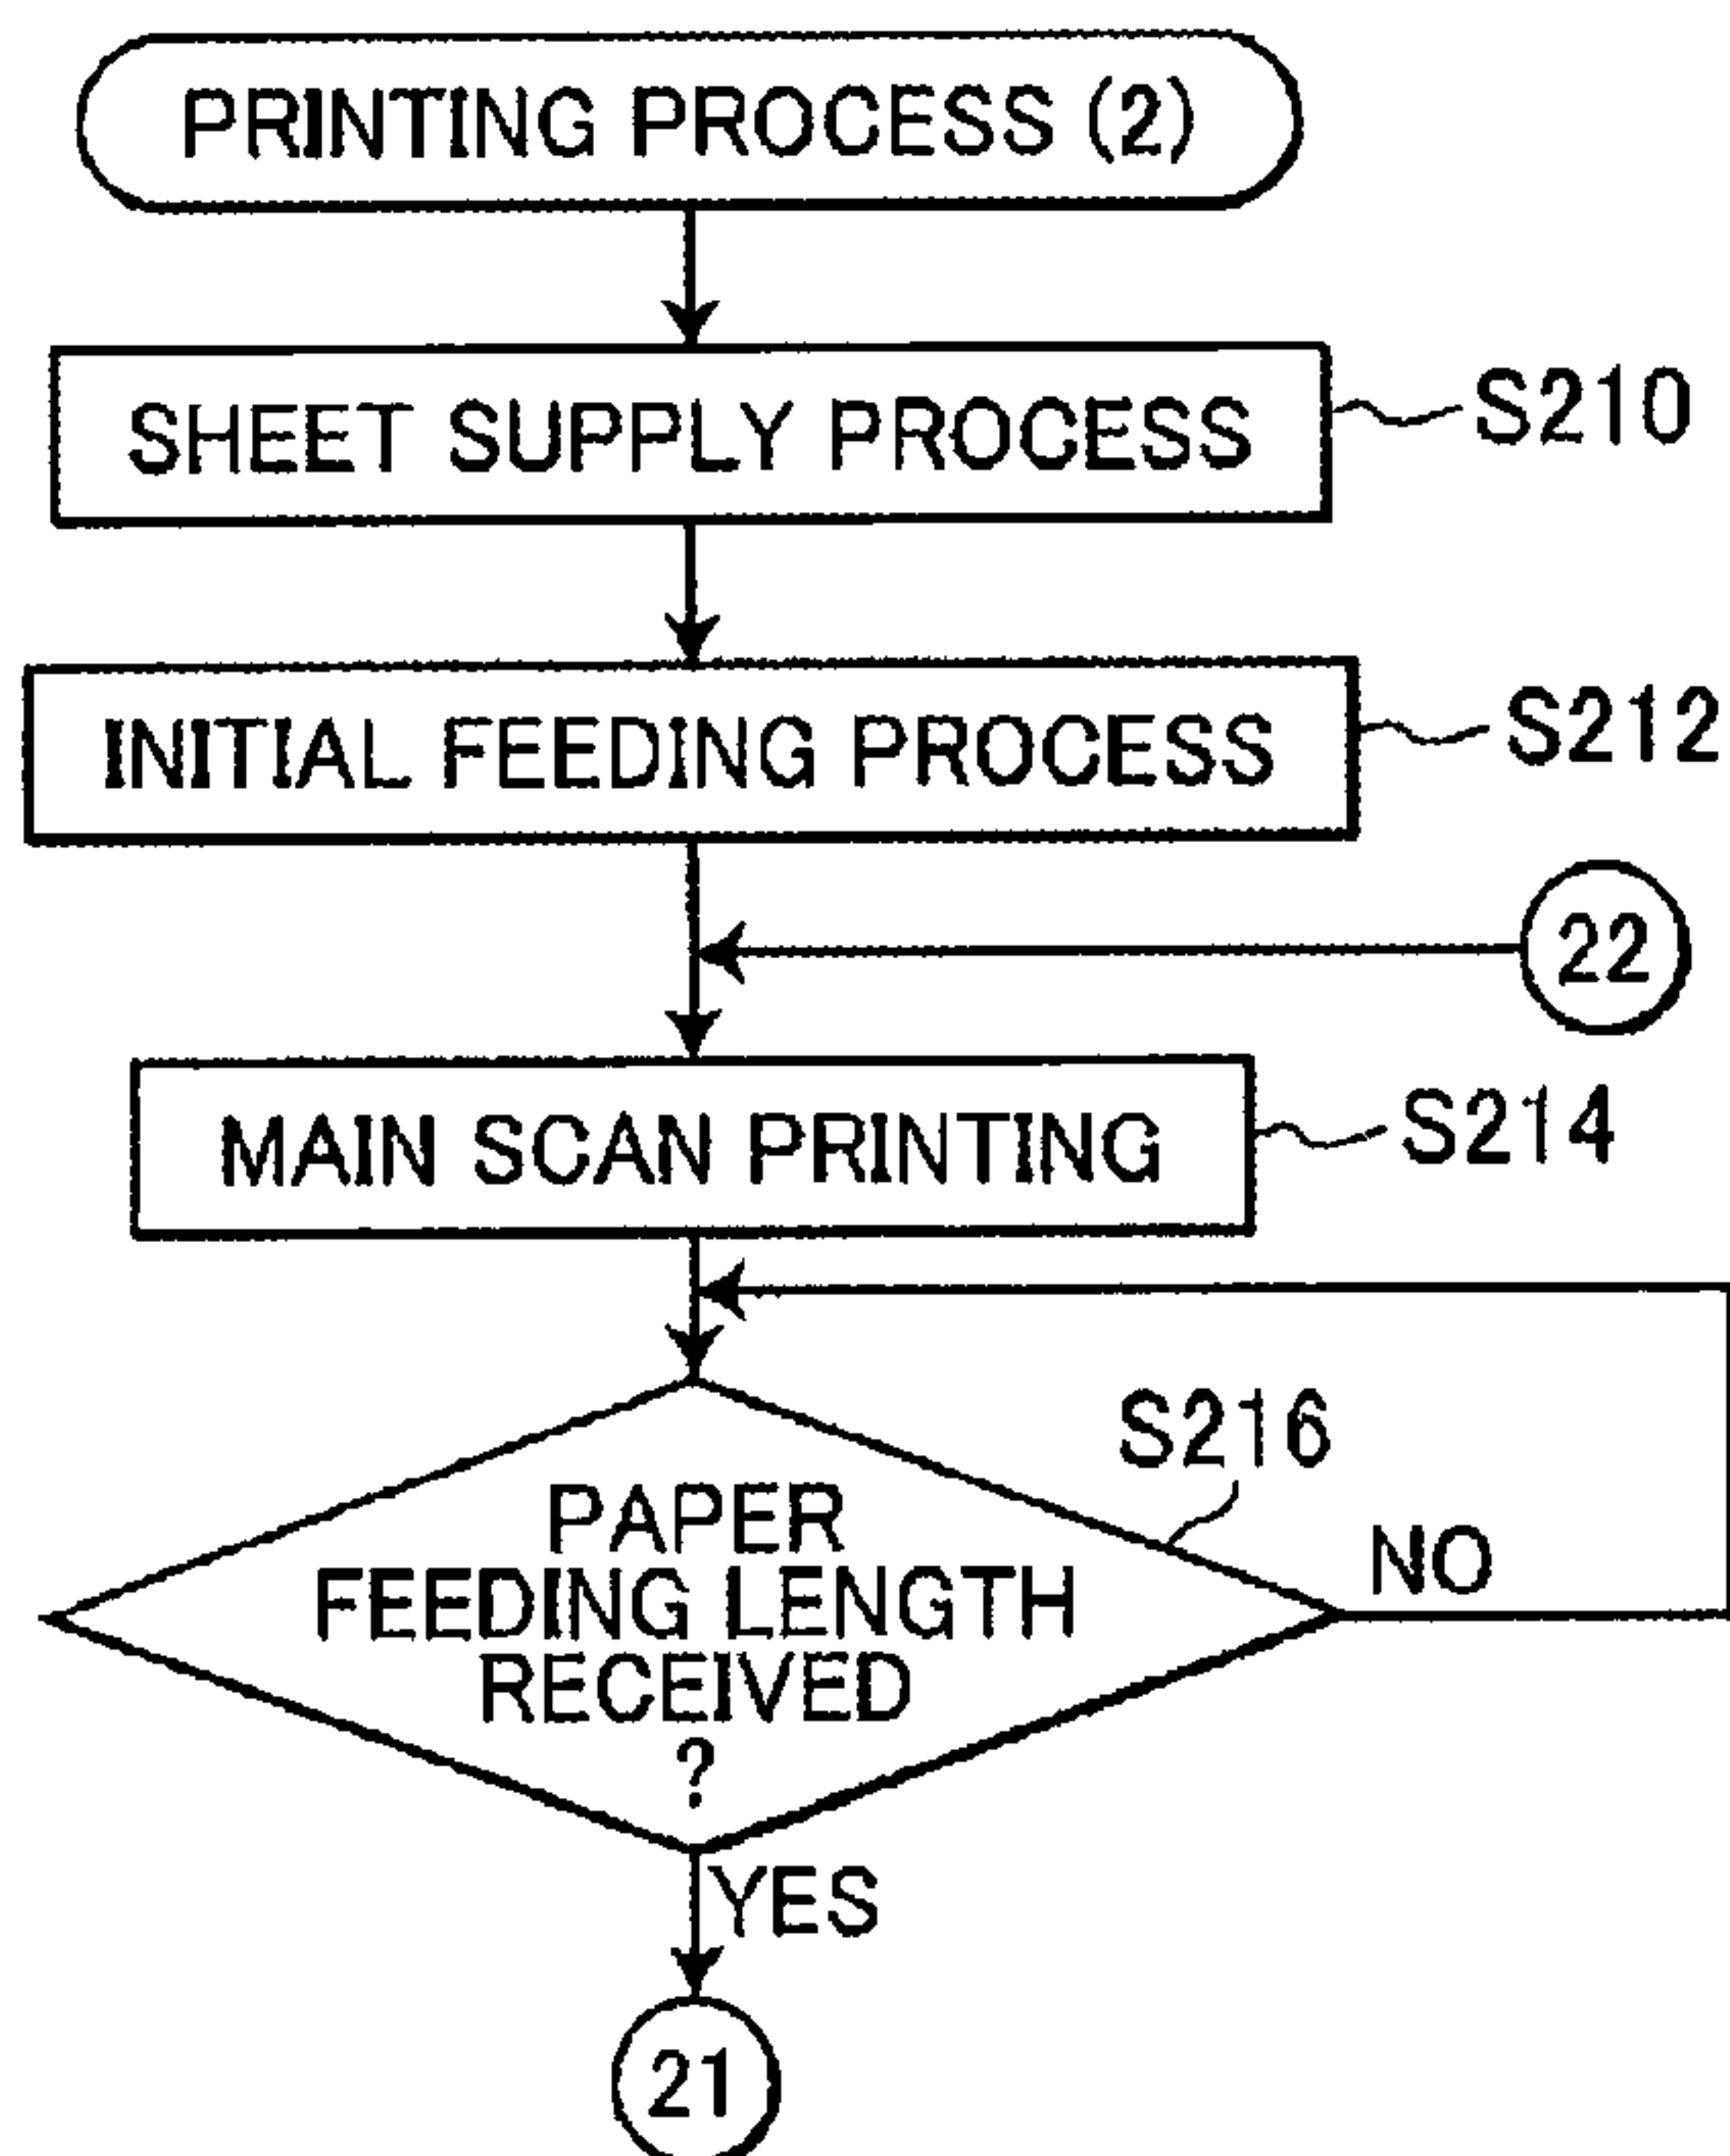 PRINTING PROCESS (2)
SHEET SUPPLY PROCESS
S210
INITIAL FEEDING PROCESS
S212
22
MAIN SCAN PRINTING
S214
S216
PAPER
FEEDING LENGTH
RECEIVED
?
NO
YES
21